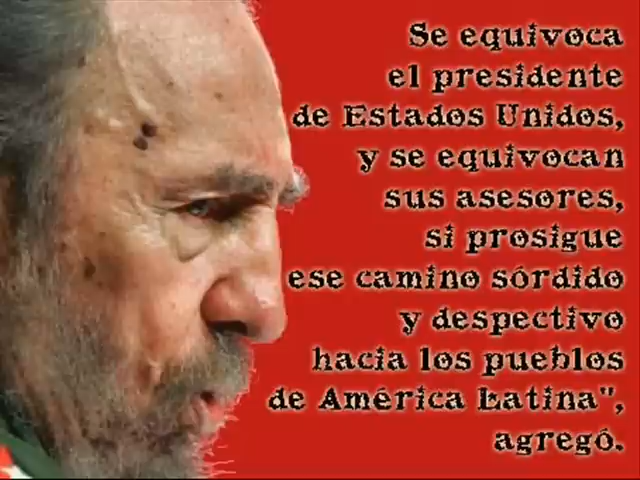 Se equivoca
el presidente
de Estados Unidos,
y se equivocan
sus asesores,
si prosigue
ese camino sórdido
y despectivo
hacia los pueblos
de América Latina",
agregó.